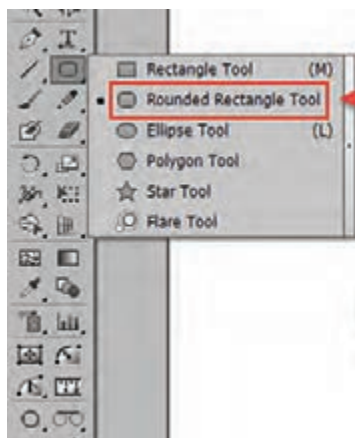 Rectangle Tool (M)
Rounded Rectangle Tool
Ellipse Tool (L)
Polygon Tool
Star Tool
Flare Tool